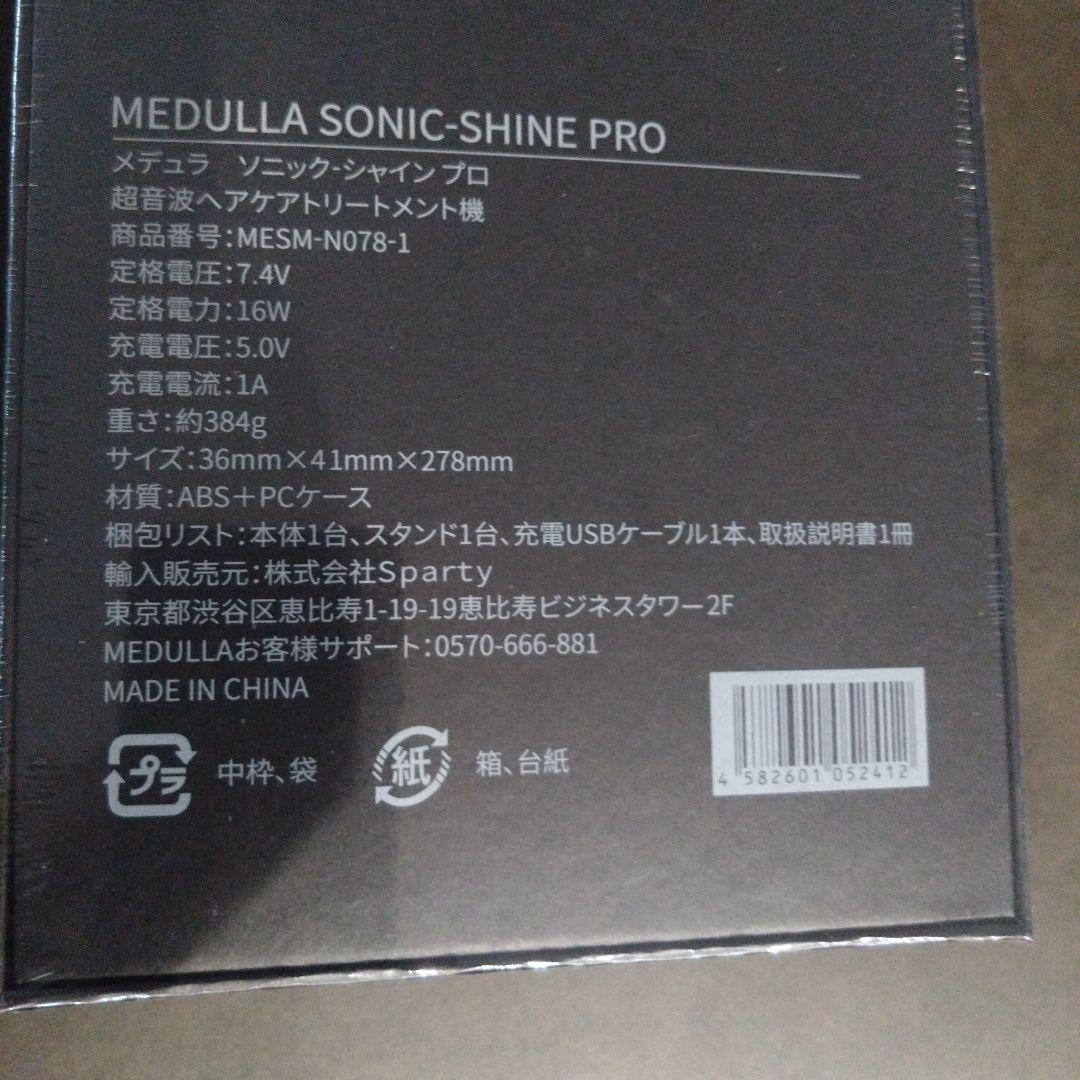 MEDULLA SONIC-SHINE PRO
メデュラ　ソニック-シャイン プロ
超音波ヘアケアトリートメント機
商品番号：MESM-N078-1
定格電圧：7.4V
定格電力：16W
充電電圧：5.0V
充電電流：1A
重さ：約384g
サイズ：36mm×41mm×278mm
材質：ABS＋PCケース
梱包リスト：本体1台、スタンド1台、充電USBケーブル1本、取扱説明書1冊
輸入販売元：株式会社Sparty
東京都渋谷区恵比寿1-19-19恵比寿ビジネスタワー2F
MEDULLAお客様サポート：0570-666-881
MADE IN CHINA
プラ 中枠、袋
紙 箱、台紙
4 582601 052412